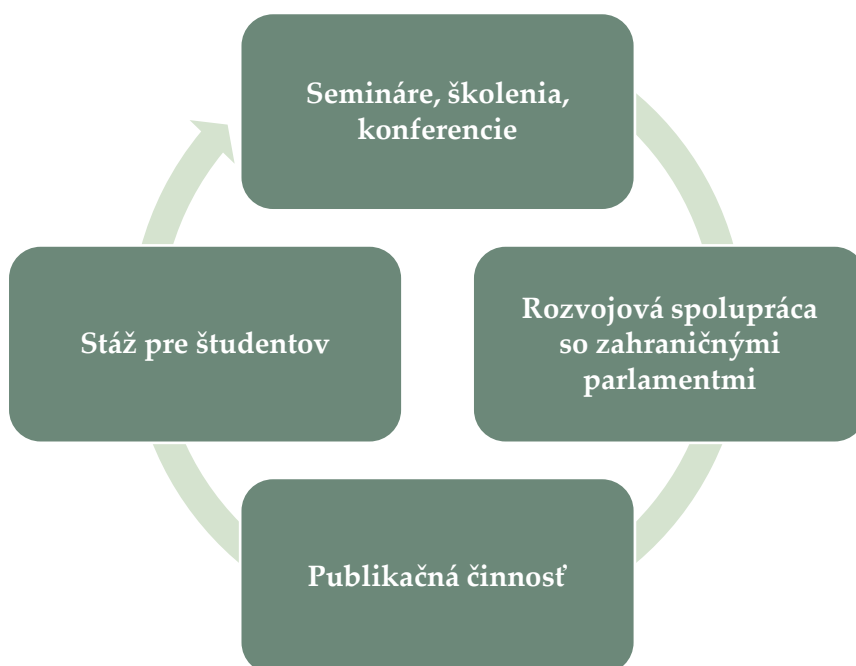 Semináre, školenia,
konferencie
Rozvojová spolupráca
so zahraničnými
parlamentmi
Publikačná činnosť
Stáž pre študentov